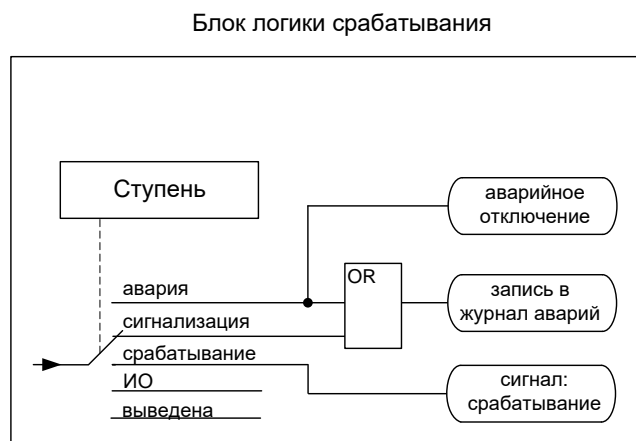 Блок логики срабатывания
Ступень
аварийное
отключение
авария
OR
запись в
журнал аварий
сигнализация
срабатывание
ИО
сигнал:
срабатывание
выведена